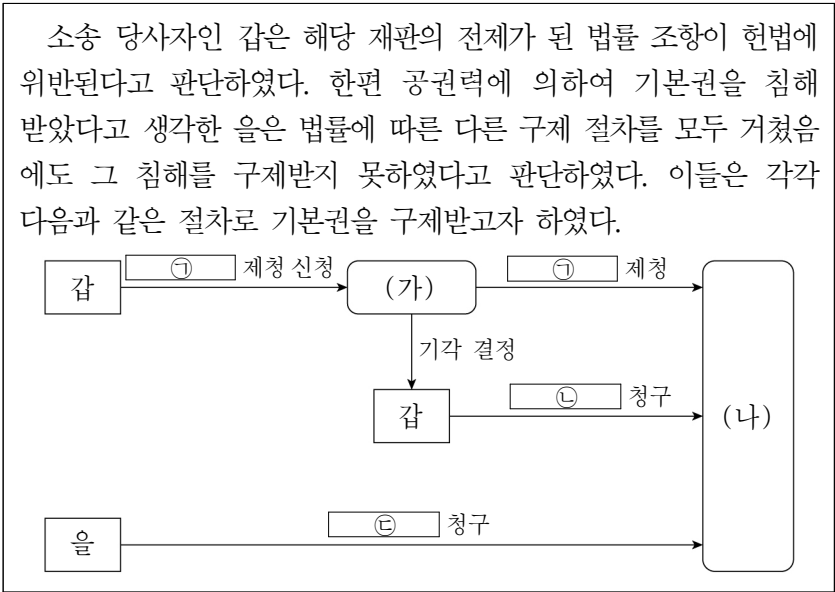 소송 당사자인 갑은 해당 재판의 전제가 된 법률 조항이 헌법에
위반된다고 판단하였다. 한편 공권력에 의하여 기본권을 침해
받았다고 생각한 을은 법률에 따른 다른 구제 절차를 모두 거쳤음
에도 그 침해를 구제받지 못하였다고 판단하였다. 이들은 각각
다음과 같은 절차로 기본권을 구제받고자 하였다.
갑
㉠ 제청 신청
(가)
㉠ 제청
기각 결정
갑
㉡ 청구
(나)
을
㉢ 청구